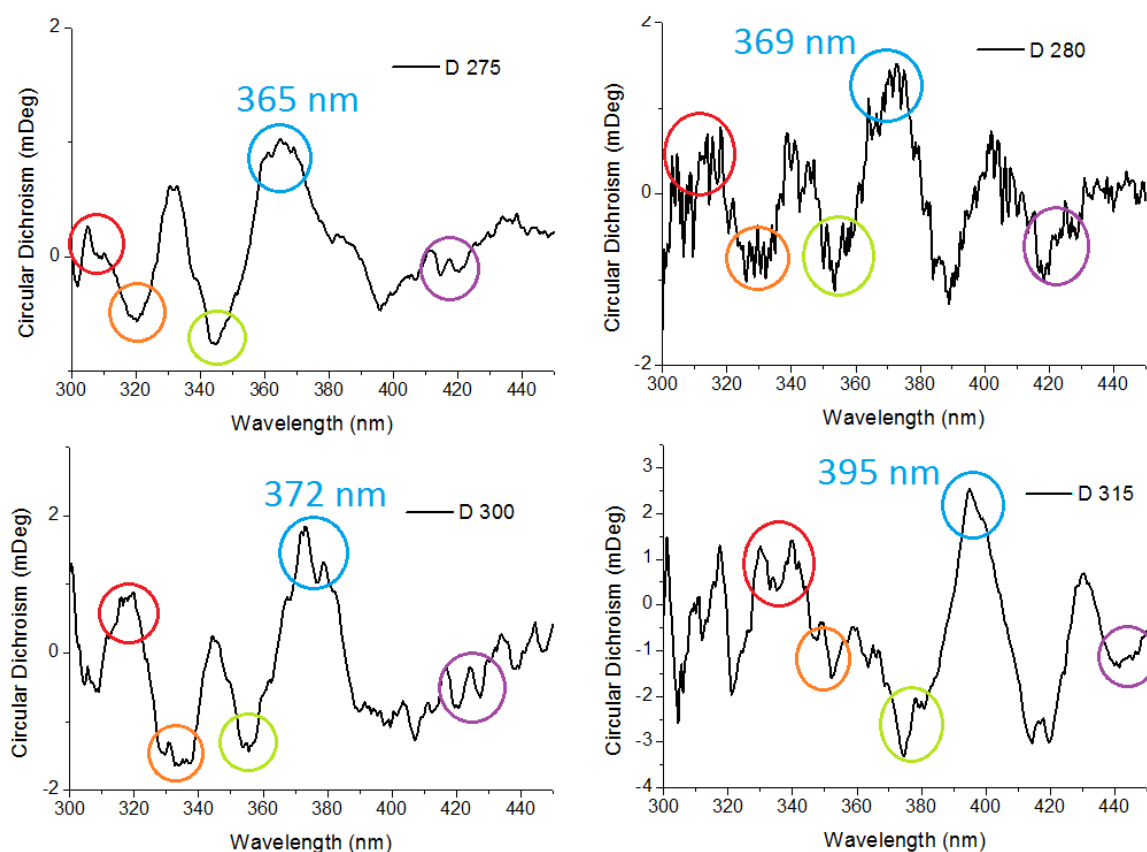 2
D 275
365 nm
0
Circular Dichroism (mDeg)
300 320 340 360 380 400 420 440
Wavelength (nm)
2
369 nm
D 280
0
-2
Circular Dichroism (mDeg)
300 320 340 360 380 400 420 440
Wavelength (nm)
2
372 nm
D 300
0
-2
Circular Dichroism (mDeg)
300 320 340 360 380 400 420 440
Wavelength (nm)
3
395 nm
D 315
2
1
0
-1
-2
-3
-4
Circular Dichroism (mDeg)
300 320 340 360 380 400 420 440
Wavelength (nm)